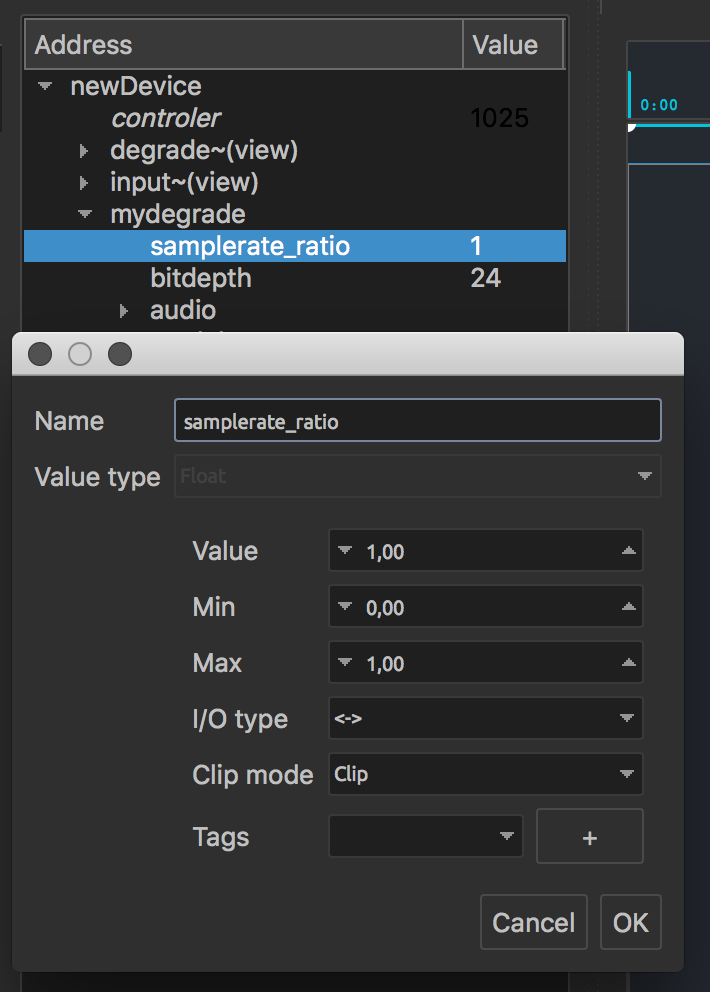 Address Value
newDevice
controler 1025
degrade~(view)
input~(view)
mydegrade
samplerate_ratio 1
bitdepth 24
audio
0:00
Name samplerate_ratio
Value type Float
Value 1,00
Min 0,00
Max 1,00
I/O type <->
Clip mode Clip
Tags +
Cancel OK